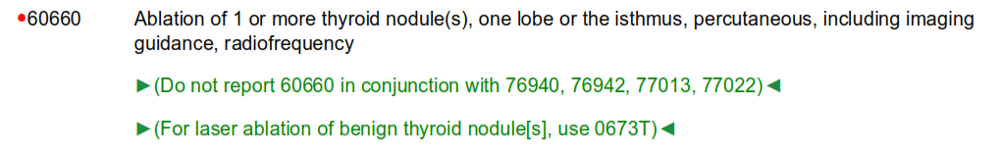 ●60660 Ablation of 1 or more thyroid nodule(s), one lobe or the isthmus, percutaneous, including imaging
guidance, radiofrequency
►(Do not report 60660 in conjunction with 76940, 76942, 77013, 77022)◄
►(For laser ablation of benign thyroid nodule[s], use 0673T)◄